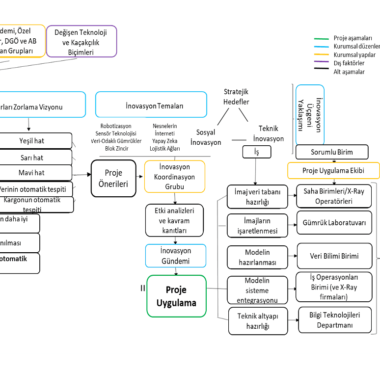 demi, Özel
r, DGÖ ve AB
an Grupları
Değişen Teknoloji
ve Kaçakçılık
Biçimleri
Proje aşamaları
Kurumsal düzenler
Kurumsal yapılar
Dış faktörler
Alt aşamalar
ları Zorlama Vizyonu
İnovasyon Temaları
Stratejik
Hedefler
İnovasyon
Üçgeni
Yaklaşımı
Robotizasyon
Sensör Teknolojisi
Veri-Odaklı Gümrükler
Blok Zincir
Nesnelerin
İnterneti
Yapay Zeka
Lojistik Ağları
Sosyal
İnovasyon
Teknik
İnovasyon
İş
Sorumlu Birim
Yeşil hat
Sarı hat
Mavi hat
Verinin otomatik tespiti
Kargonun otomatik
tespiti
n daha iyi
nılması
otomatik
Proje
Önerileri
İnovasyon
Koordinasyon
Grubu
Etki analizleri
ve kavram
kanıtları
İnovasyon
Gündemi
II
Proje
Uygulama
Proje Uygulama Ekibi
İmaj veri tabanı
hazırlığı
Saha Birimleri/X-Ray
Operatörleri
İmajların
işaretlenmesi
Gümrük Laboratuvarı
Modelin
hazırlanması
Veri Bilimi Birimi
Modelin
sisteme
entegrasyonu
İş Operasyonları
Birimi (ve X-Ray
firmaları)
Teknik altyapı
hazırlığı
Bilgi Teknolojileri
Departmanı